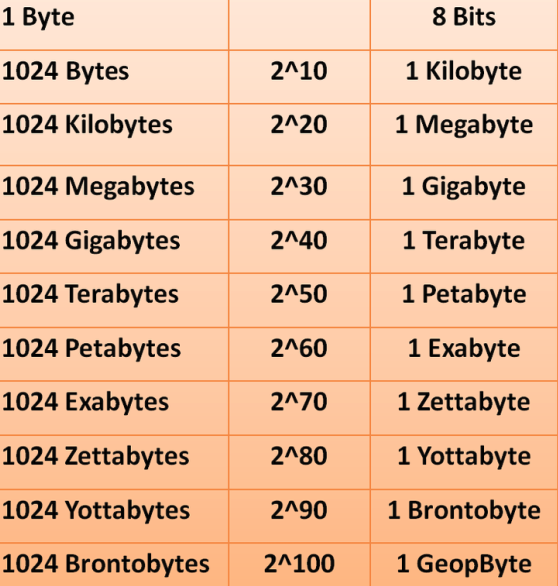 1 Byte 8 Bits
1024 Bytes 2^10 1 Kilobyte
1024 Kilobytes 2^20 1 Megabyte
1024 Megabytes 2^30 1 Gigabyte
1024 Gigabytes 2^40 1 Terabyte
1024 Terabytes 2^50 1 Petabyte
1024 Petabytes 2^60 1 Exabyte
1024 Exabytes 2^70 1 Zettabyte
1024 Zettabytes 2^80 1 Yottabyte
1024 Yottabytes 2^90 1 Brontobyte
1024 Brontobytes 2^100 1 GeopByte